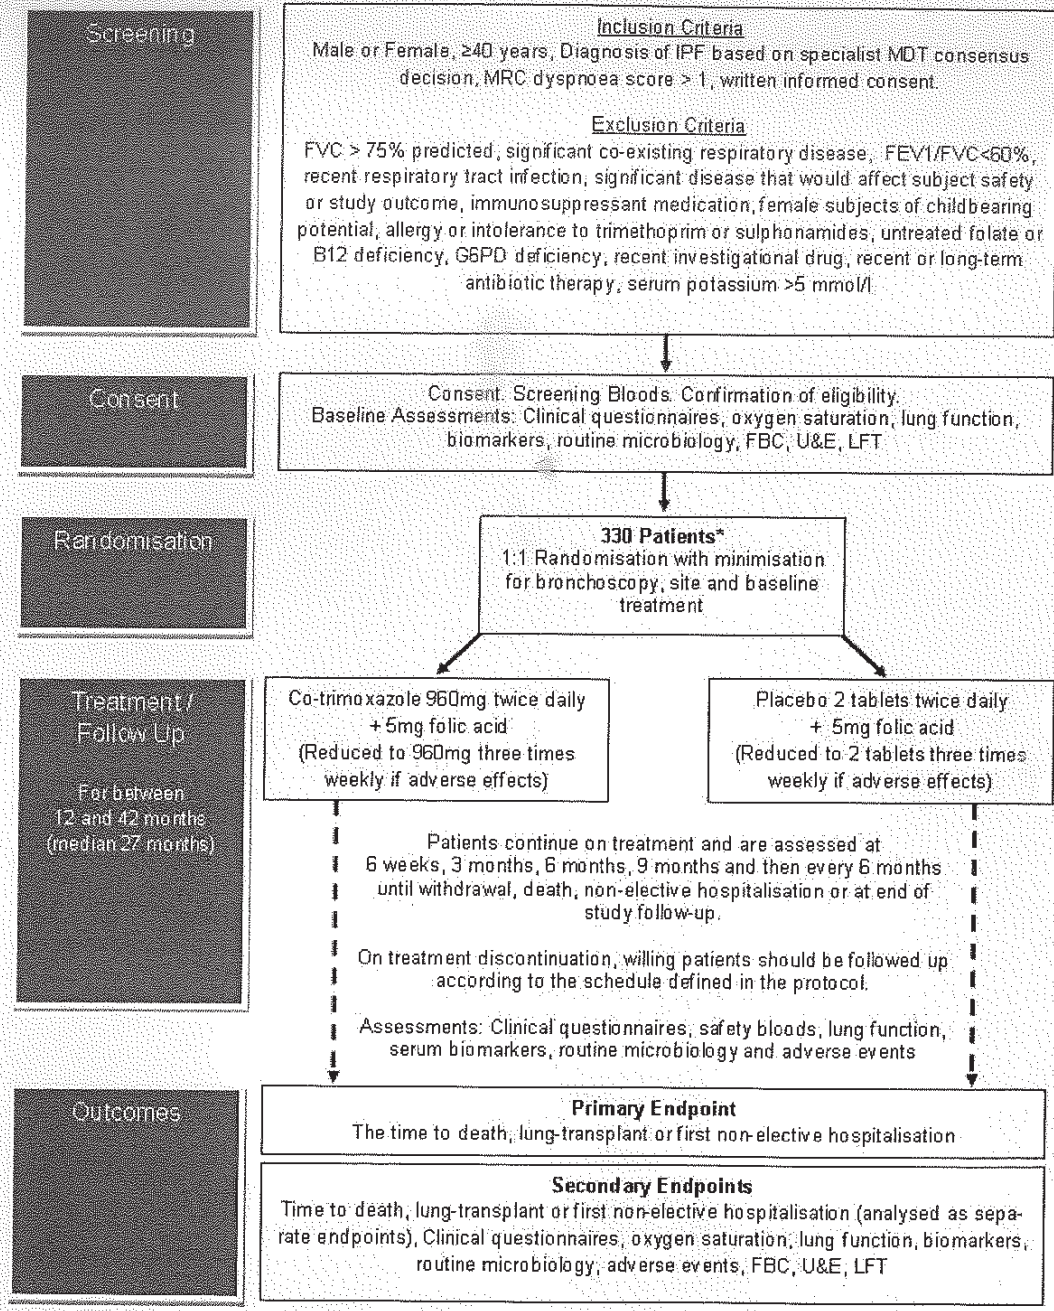 Screening
Inclusion Criteria
Male or Female, ≥40 years, Diagnosis of IPF based on specialist MDT consensus
decision, MRC dyspnoea score > 1, written informed consent.
Exclusion Criteria
FVC > 75% predicted, significant co-existing respiratory disease, FEV1/FVC<60%,
recent respiratory tract infection, significant disease that would affect subject safety
or study outcome, immunosuppressant medication, female subjects of childbearing
potential, allergy or intolerance to trimethoprim or sulphonamides, untreated folate or
B12 deficiency, G6PD deficiency, recent investigational drug, recent or long-term
antibiotic therapy, serum potassium >5 mmol/l
Consent
Consent. Screening Bloods. Confirmation of eligibility.
Baseline Assessments: Clinical questionnaires, oxygen saturation, lung function,
biomarkers, routine microbiology, FBC, U&E, LFT
Randomisation
330 Patients*
1:1 Randomisation with minimisation
for bronchoscopy, site and baseline
treatment
Treatment /
Follow Up
For between
12 and 42 months
(median 27 months)
Co-trimoxazole 960mg twice daily
+ 5mg folic acid
(Reduced to 960mg three times
weekly if adverse effects)
Placebo 2 tablets twice daily
+ 5mg folic acid
(Reduced to 2 tablets three times
weekly if adverse effects)
Patients continue on treatment and are assessed at
6 weeks, 3 months, 6 months, 9 months and then every 6 months
until withdrawal, death, non-elective hospitalisation or at end of
study follow-up.
On treatment discontinuation, willing patients should be followed up
according to the schedule defined in the protocol.
Assessments: Clinical questionnaires, safety bloods, lung function,
serum biomarkers, routine microbiology and adverse events
Outcomes
Primary Endpoint
The time to death, lung-transplant or first non-elective hospitalisation
Secondary Endpoints
Time to death, lung-transplant or first non-elective hospitalisation (analysed as sepa-
rate endpoints), Clinical questionnaires, oxygen saturation, lung function, biomarkers,
routine microbiology, adverse events, FBC, U&E, LFT